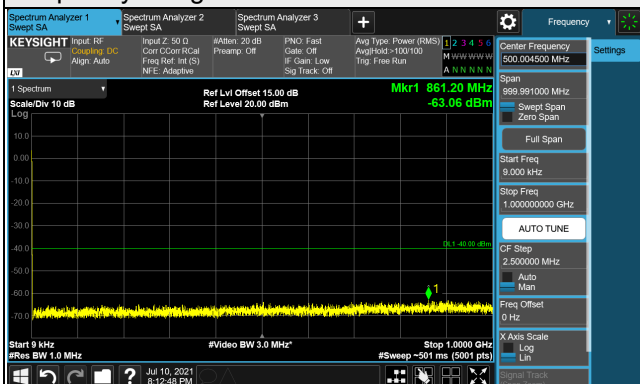 Spectrum Analyzer 1
Swept SA
Spectrum Analyzer 2
Swept SA
Spectrum Analyzer 3
Swept SA
Frequency
KEYSIGHT
Input: RF
Coupling: DC
Align: Auto
Input Z: 50 Ω
Corr CCorr RCal
Freq Ref: Int (S)
NFE: Adaptive
#Atten: 20 dB
Preamp: Off
PNO: Fast
Gate: Off
IF Gain: Low
Sig Track: Off
Avg Type: Power (RMS)
Avg|Hold:>100/100
Trig: Free Run
1 2 3 4 5 6
M W W W W W
A N N N N N
LXI
1 Spectrum
Scale/Div 10 dB
Log
Ref Lvl Offset 15.00 dB
Ref Level 20.00 dBm
Mkr1 861.20 MHz
-63.06 dBm
10.0
0.00
-10.0
-20.0
-30.0
-40.0
-50.0
-60.0
-70.0
DL1 -40.00 dBm
1
Start 9 kHz
#Res BW 1.0 MHz
#Video BW 3.0 MHz*
Stop 1.0000 GHz
#Sweep ~501 ms (5001 pts)
Center Frequency
500.004500 MHz
Span
999.991000 MHz
Swept Span
Zero Span
Full Span
Start Freq
9.000 kHz
Stop Freq
1.000000000 GHz
AUTO TUNE
CF Step
2.500000 MHz
Auto
Man
Freq Offset
0 Hz
X Axis Scale
Log
Lin
Signal Track
Settings
?
Jul 10, 2021
8:12:48 PM